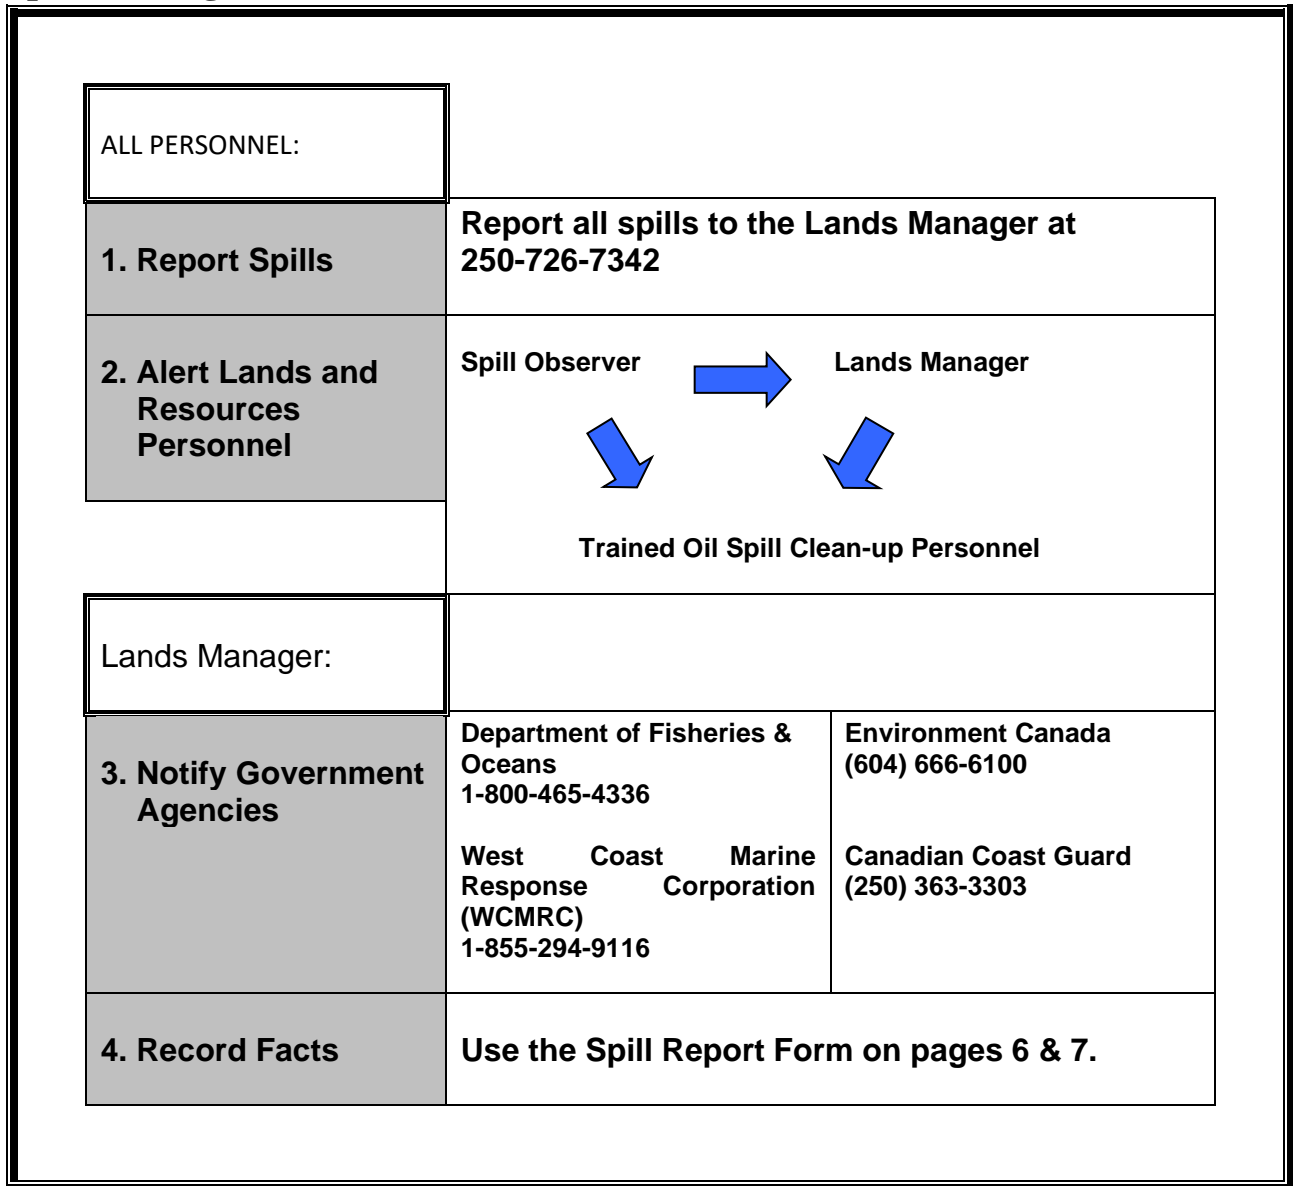 ALL PERSONNEL:
1. Report Spills
Report all spills to the Lands Manager at
250-726-7342
2. Alert Lands and
Resources
Personnel
Spill Observer
Lands Manager
Trained Oil Spill Clean-up Personnel
Lands Manager:
3. Notify Government
Agencies
Department of Fisheries &
Oceans
1-800-465-4336
West Coast Marine
Response Corporation
(WCMRC)
1-855-294-9116
Environment Canada
(604) 666-6100
Canadian Coast Guard
(250) 363-3303
4. Record Facts
Use the Spill Report Form on pages 6 & 7.